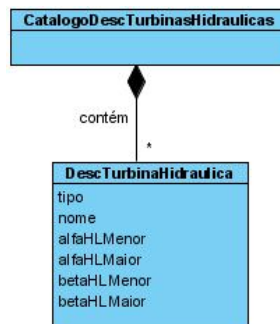 CatalogoDescTurbinasHidraulicas
contém
*
DescTurbinaHidraulica
tipo
nome
alfaHLMenor
alfaHLMaior
betaHLMenor
betaHLMaior